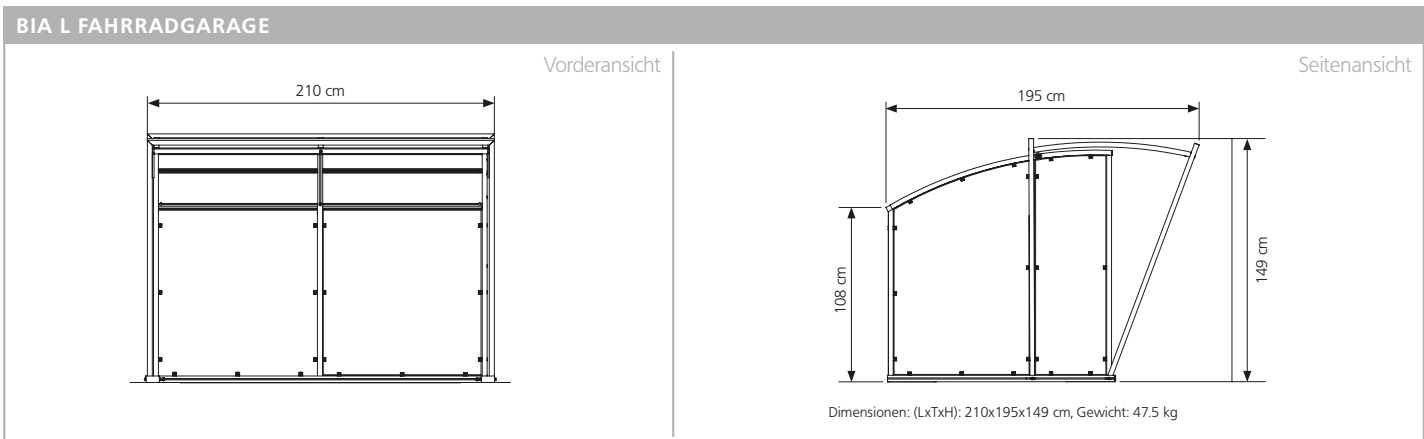 BIA L FAHRRADGARAGE
Vorderansicht
210 cm
Seitenansicht
195 cm
108 cm
149 cm
Dimensionen: (LxTxH): 210x195x149 cm, Gewicht: 47.5 kg